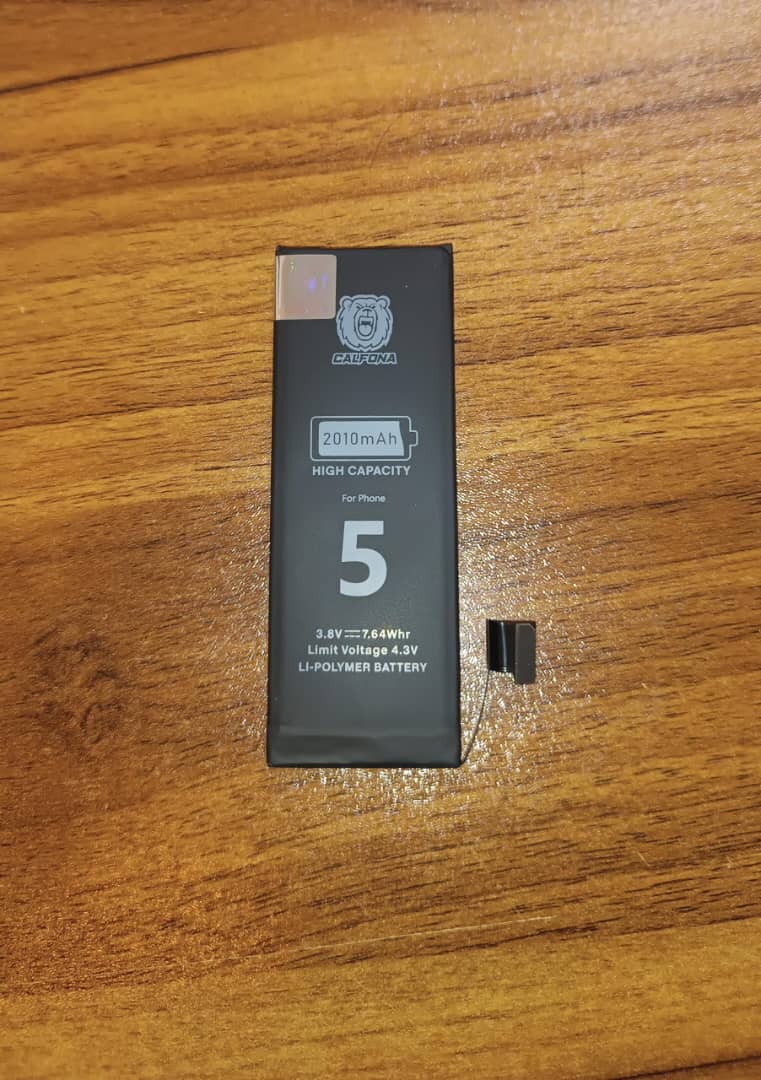 CALFONA
2010mAh
HIGH CAPACITY
For Phone
5
3.8V⎓7.64Whr
Limit Voltage 4.3V
LI-POLYMER BATTERY